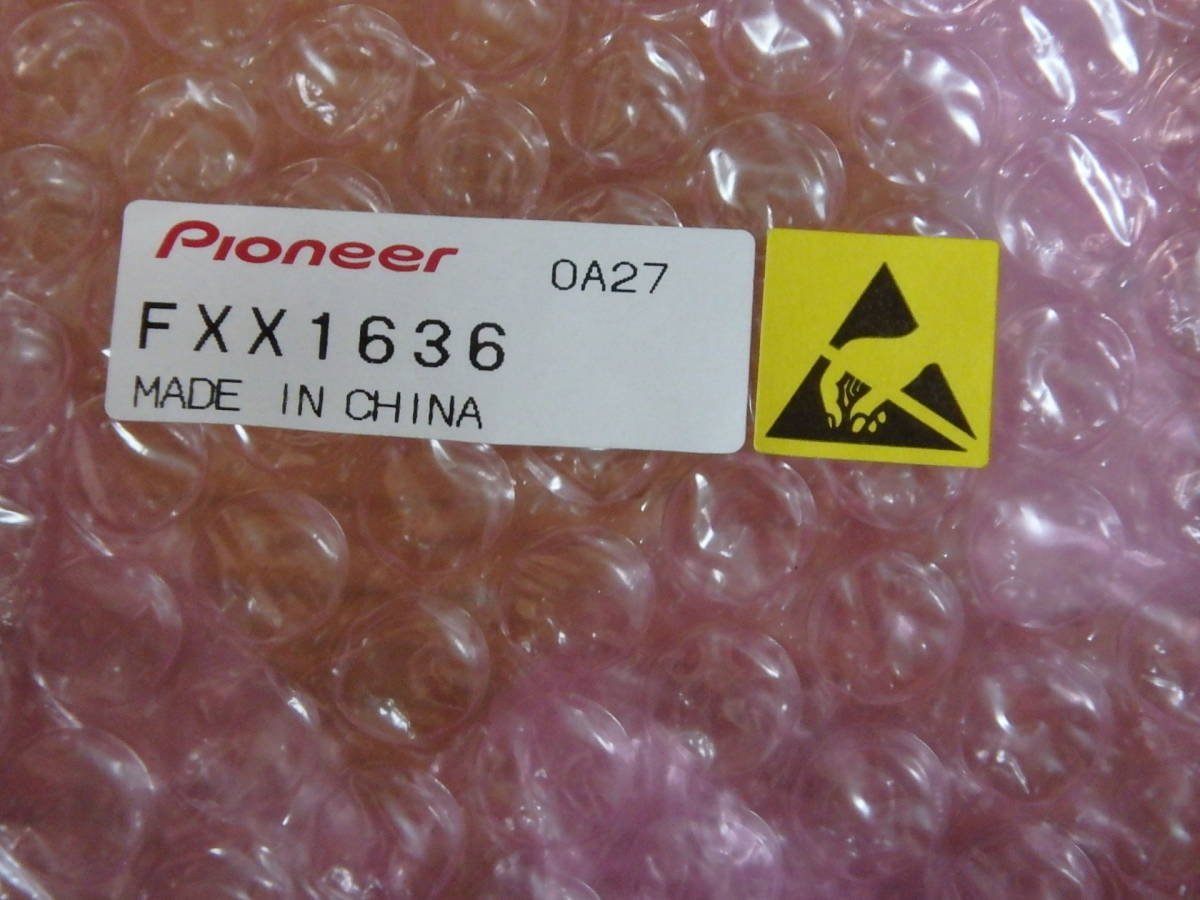 Pioneer
0A27
FXX1636
MADE IN CHINA